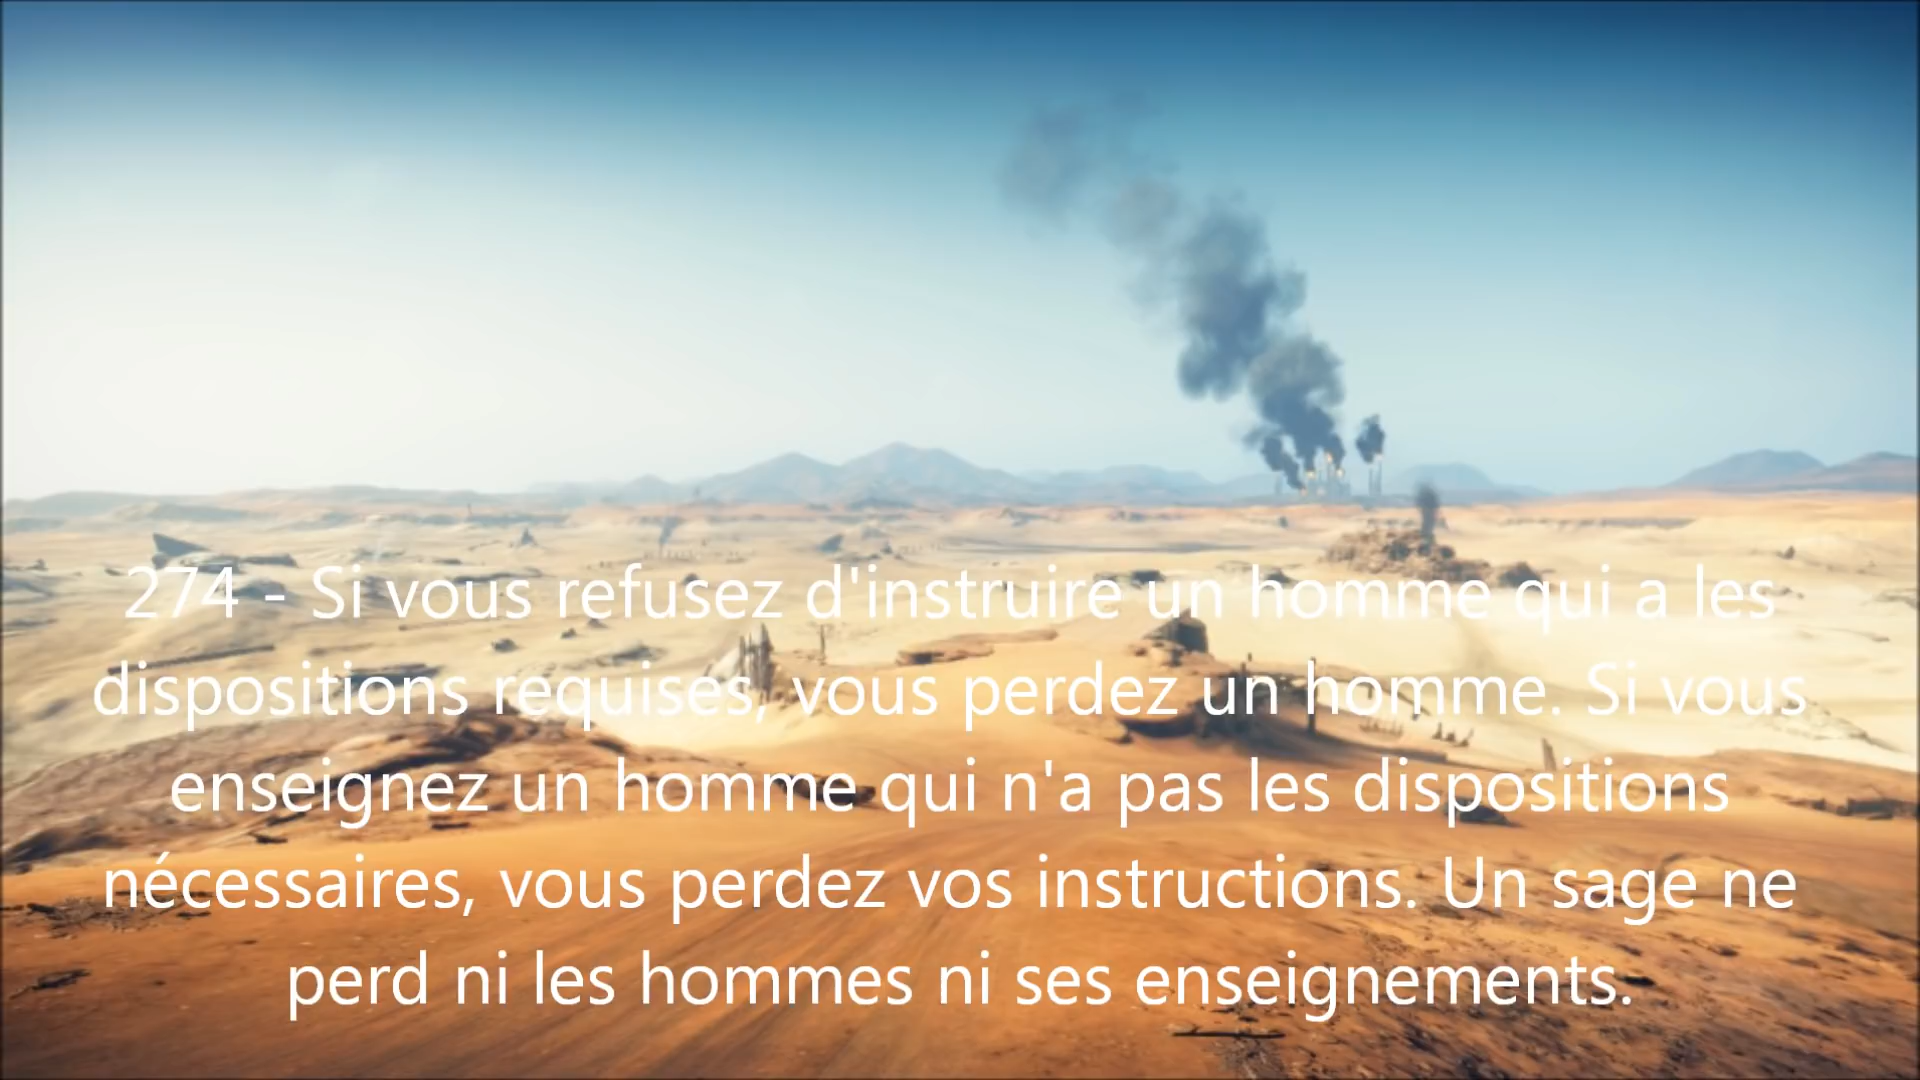 274 - Si vous refusez d'instruire un homme qui a les
dispositions requises, vous perdez un homme. Si vous
enseignez un homme qui n'a pas les dispositions
nécessaires, vous perdez vos instructions. Un sage ne
perd ni les hommes ni ses enseignements.